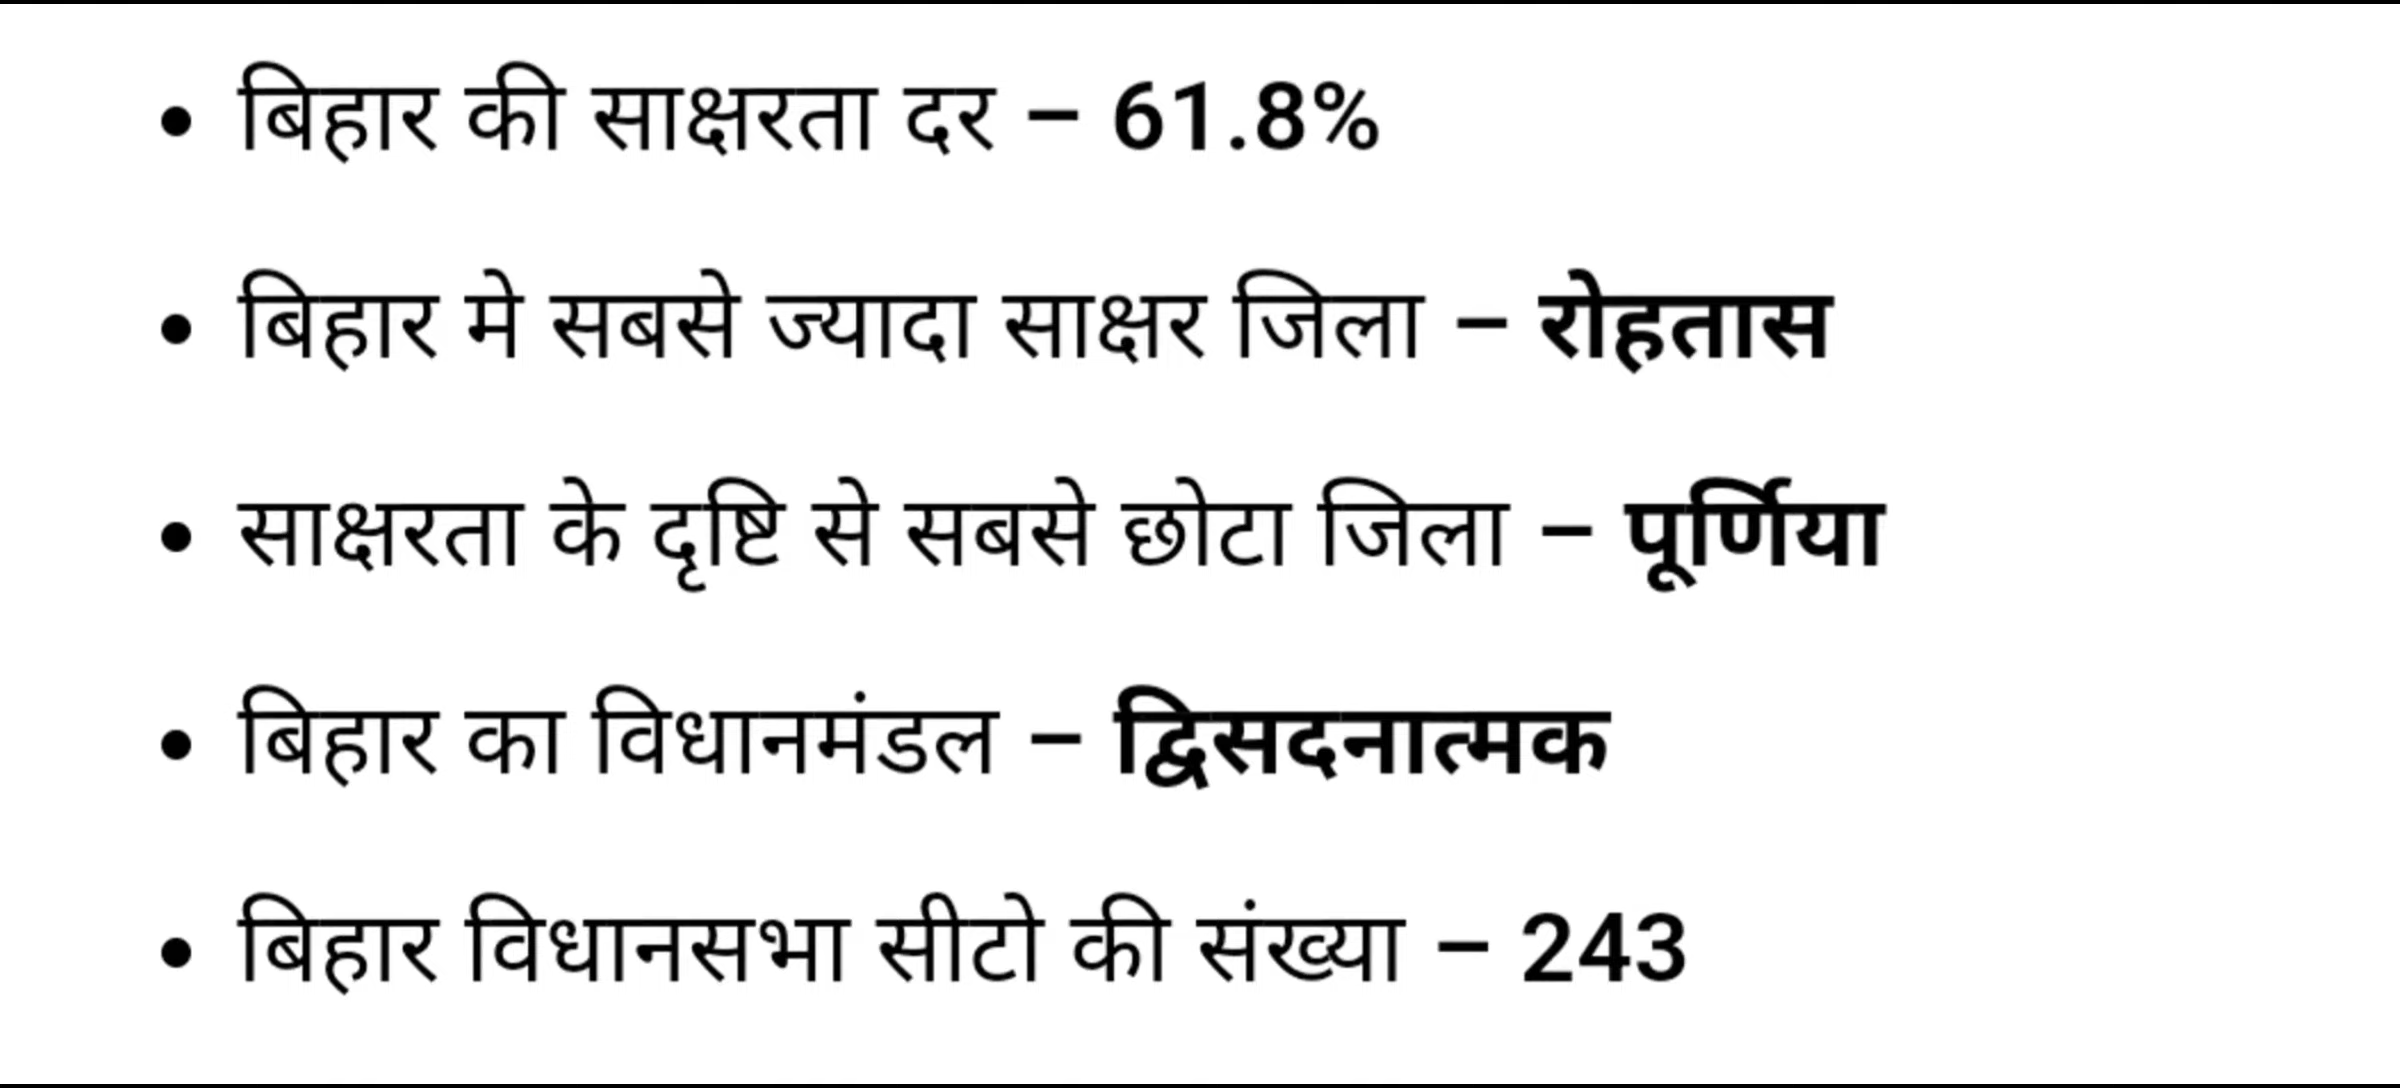 • बिहार की साक्षरता दर – 61.8%
• बिहार मे सबसे ज्यादा साक्षर जिला – रोहतास
• साक्षरता के दृष्टि से सबसे छोटा जिला – पूर्णिया
• बिहार का विधानमंडल – द्विसदनात्मक
• बिहार विधानसभा सीटो की संख्या – 243